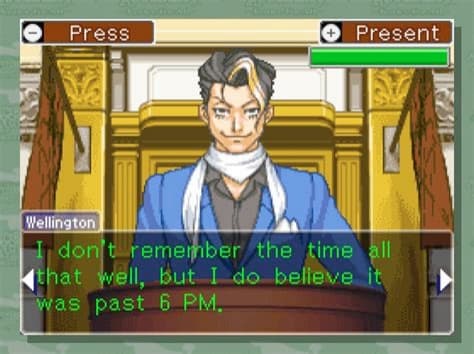 Press
Present
Wellington
I don't remember the time all
that well, but I do believe it
was past 6 PM.